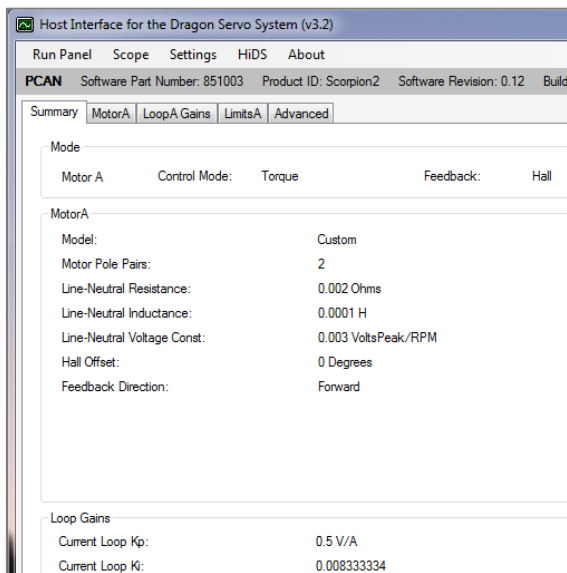 Host Interface for the Dragon Servo System (v3.2)
Run Panel Scope Settings HiDS About
PCAN Software Part Number: 851003 Product ID: Scorpion2 Software Revision: 0.12 Build
Summary MotorA LoopA Gains LimitsA Advanced
Mode
Motor A Control Mode: Torque Feedback: Hall
MotorA
Model: Custom
Motor Pole Pairs: 2
Line-Neutral Resistance: 0.002 Ohms
Line-Neutral Inductance: 0.0001 H
Line-Neutral Voltage Const: 0.003 VoltsPeak/RPM
Hall Offset: 0 Degrees
Feedback Direction: Forward
Loop Gains
Current Loop Kp: 0.5 V/A
Current Loop Ki: 0.008333334